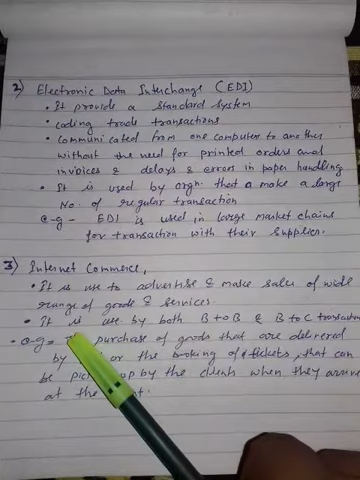 2) Electronic Data Interchange (EDI)
• It provide a standard system
• coding trade transactions
• communicated from one computer to another
without the need for printed orders and
invoices & delays & errors in paper handling
• It is used by orgn. that a make a large
No. of regular transaction
e-g - EDI is used in large market chains
for transaction with their supplier.
3) Internet Commerce,
• It is use to advertise & make sales of wide
range of goods & services.
• It is use by both B to B & B to C transactions
• e-g = purchase of goods that are delivered
by or the booking of tickets, that can
be up by the clients when they arrive
at the